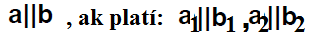 a||b , ak platí: a₁||b₁ ,a₂||b₂